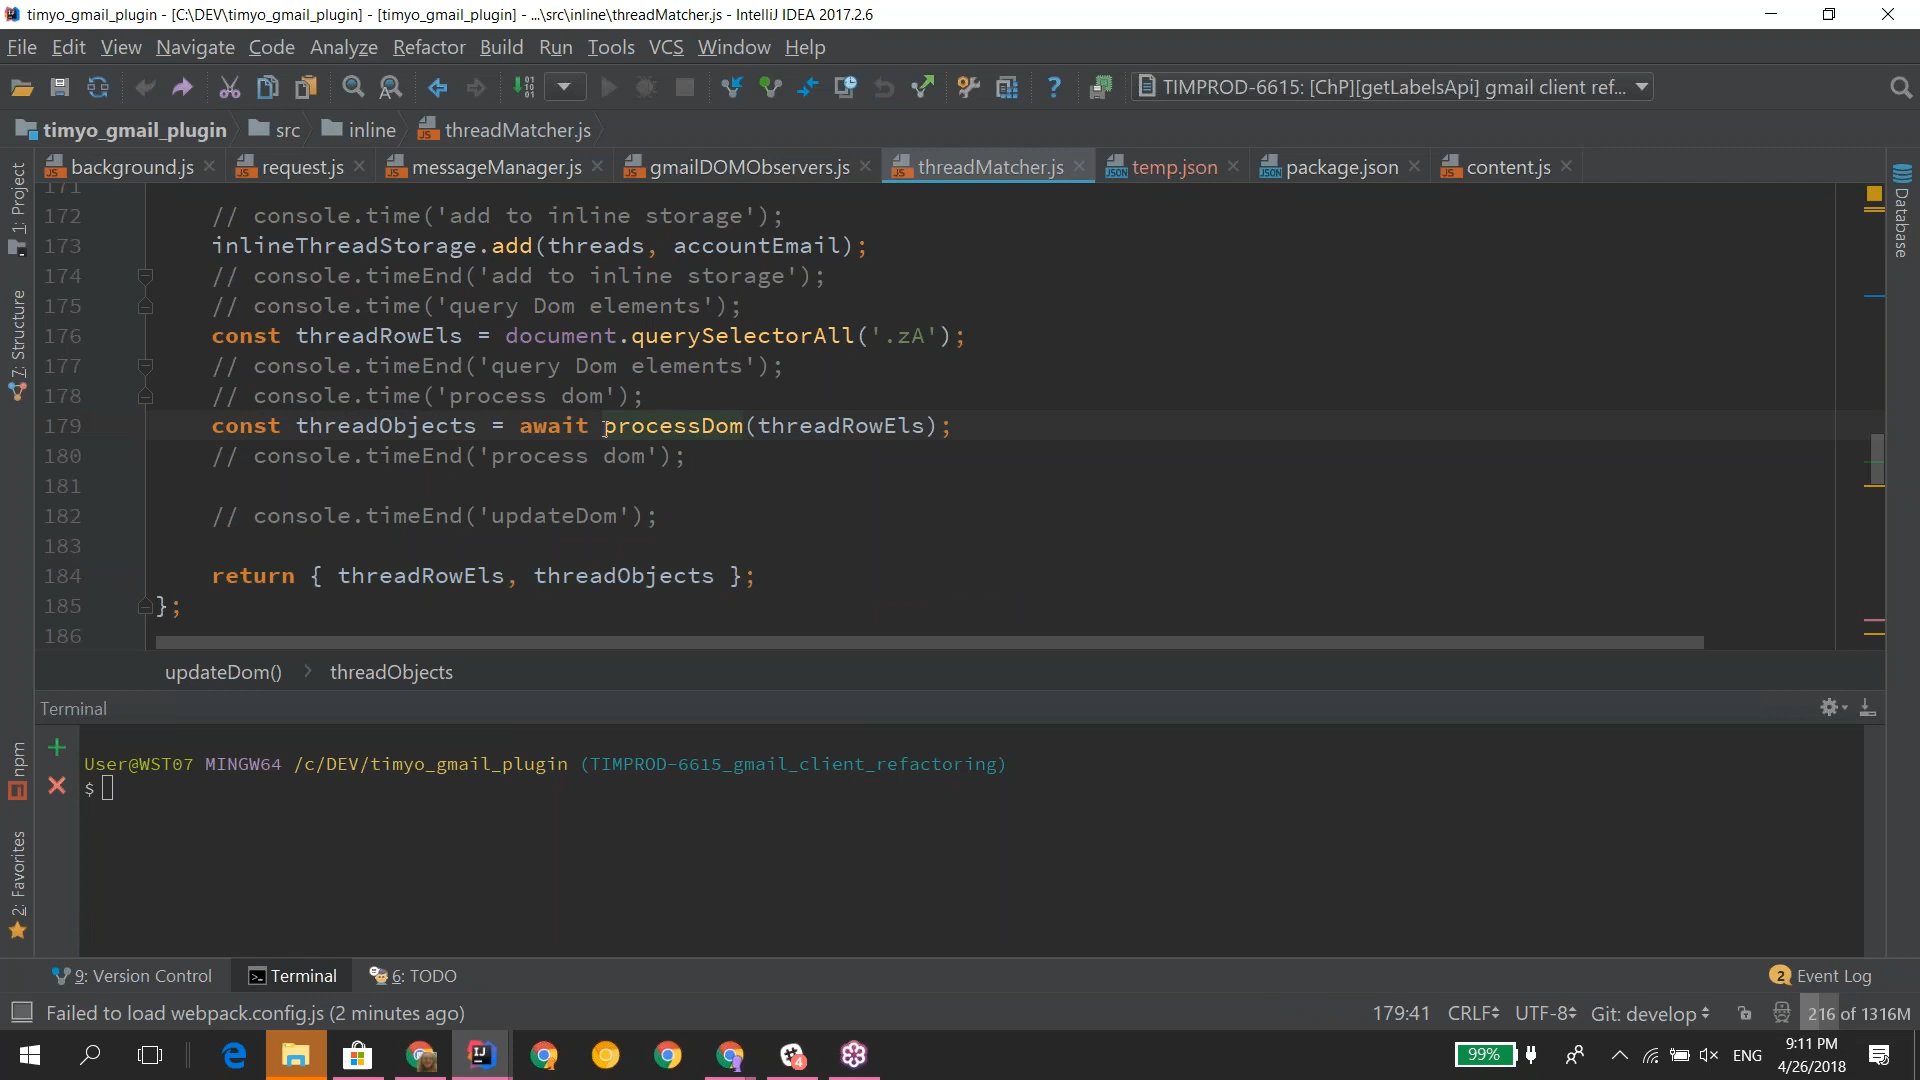 timyo_gmail_plugin - [C:\DEV\timyo_gmail_plugin] - [timyo_gmail_plugin] - ...\src\inline\threadMatcher.js - IntelliJ IDEA 2017.2.6
File Edit View Navigate Code Analyze Refactor Build Run Tools VCS Window Help
TIMPROD-6615: [ChP][getLabelsApi] gmail client ref...
timyo_gmail_plugin src inline threadMatcher.js
background.js request.js messageManager.js gmailDOMObservers.js threadMatcher.js temp.json package.json content.js
171
172 // console.time('add to inline storage');
173 inlineThreadStorage.add(threads, accountEmail);
174 // console.timeEnd('add to inline storage');
175 // console.time('query Dom elements');
176 const threadRowEls = document.querySelectorAll('.zA');
177 // console.timeEnd('query Dom elements');
178 // console.time('process dom');
179 const threadObjects = await processDom(threadRowEls);
180 // console.timeEnd('process dom');
181
182 // console.timeEnd('updateDom');
183
184 return { threadRowEls, threadObjects };
185 };
186
updateDom() threadObjects
1: Project
7: Structure
npm
2: Favorites
Database
Terminal
User@WST07 MINGW64 /c/DEV/timyo_gmail_plugin (TIMPROD-6615_gmail_client_refactoring)
$
9: Version Control Terminal 6: TODO 2 Event Log
Failed to load webpack.config.js (2 minutes ago) 179:41 CRLF UTF-8 Git: develop 216 of 1316M
4 99% ENG 9:11 PM
4/26/2018